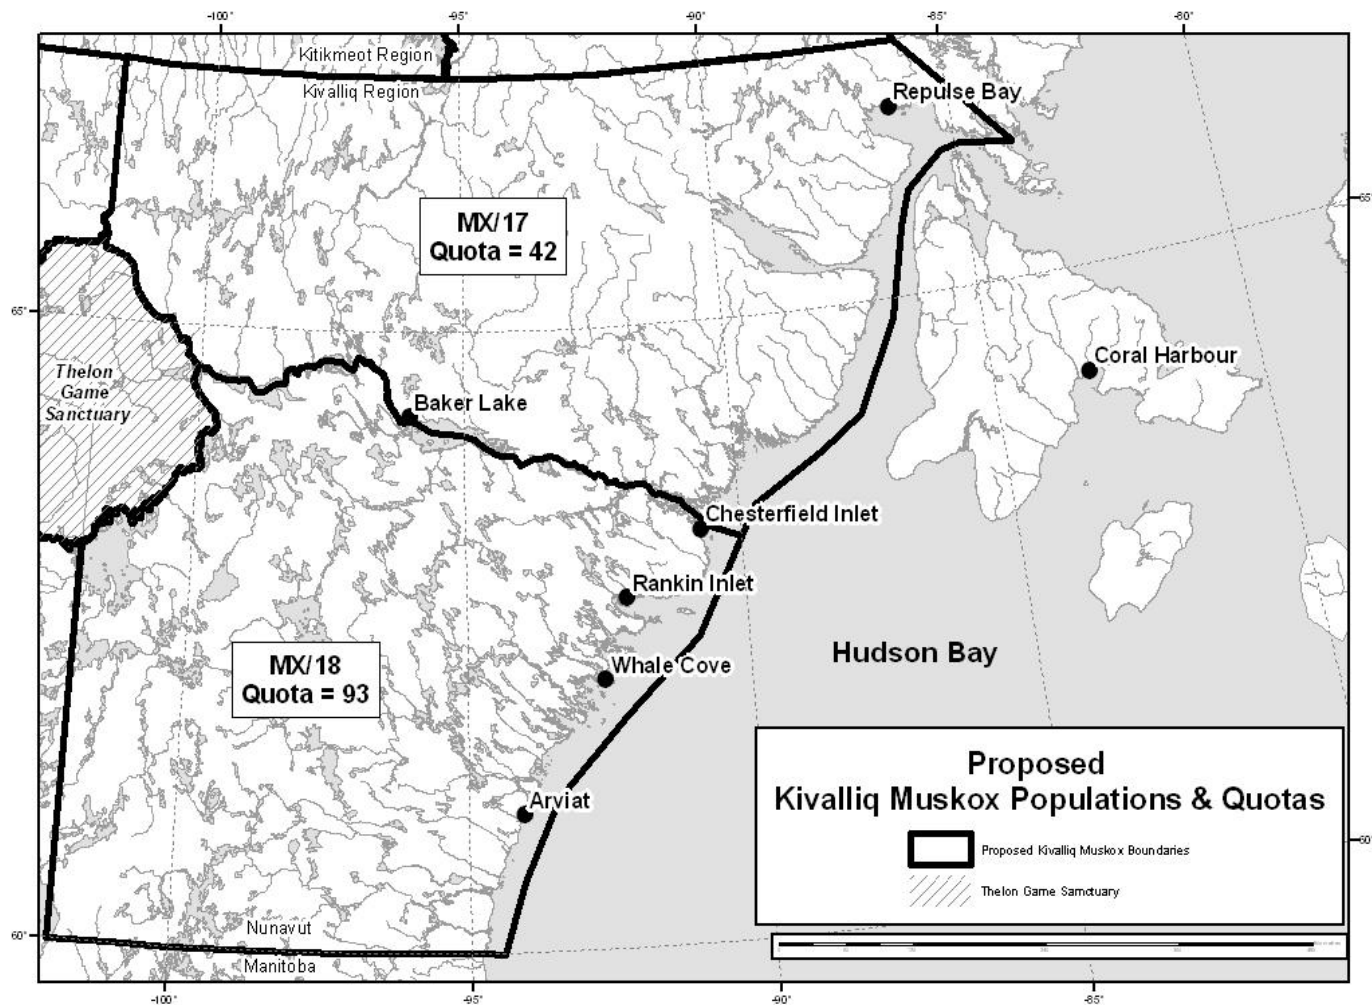 -100°
-95°
-90°
-85°
-80°
Kitikmeot Region
Kivalliq Region
Repulse Bay
65°
MX/17
Quota = 42
65°
Thelon
Game
Sanctuary
Coral Harbour
Baker Lake
Chesterfield Inlet
Rankin Inlet
Hudson Bay
Whale Cove
MX/18
Quota = 93
Arviat
Proposed
Kivalliq Muskox Populations & Quotas
Proposed Kivalliq Muskox Boundaries
Thelon Game Sanctuary
60°
60°
Nunavut
Manitoba
-100°
-95°
-90°
-85°